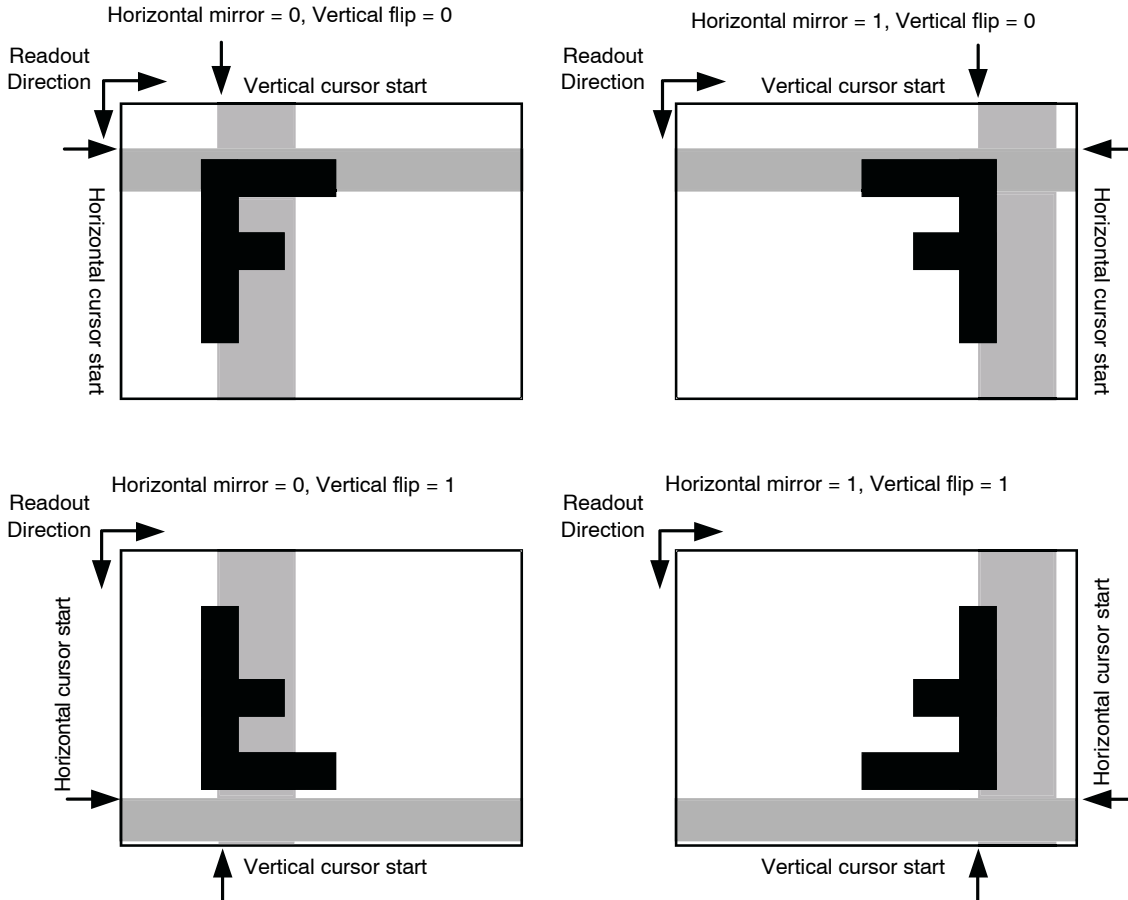 Horizontal mirror = 0, Vertical flip = 0
Readout
Direction
Vertical cursor start
Horizontal cursor start
Horizontal mirror = 1, Vertical flip = 0
Readout
Direction
Vertical cursor start
Horizontal cursor start
Horizontal mirror = 0, Vertical flip = 1
Readout
Direction
Horizontal cursor start
Vertical cursor start
Horizontal mirror = 1, Vertical flip = 1
Readout
Direction
Horizontal cursor start
Vertical cursor start